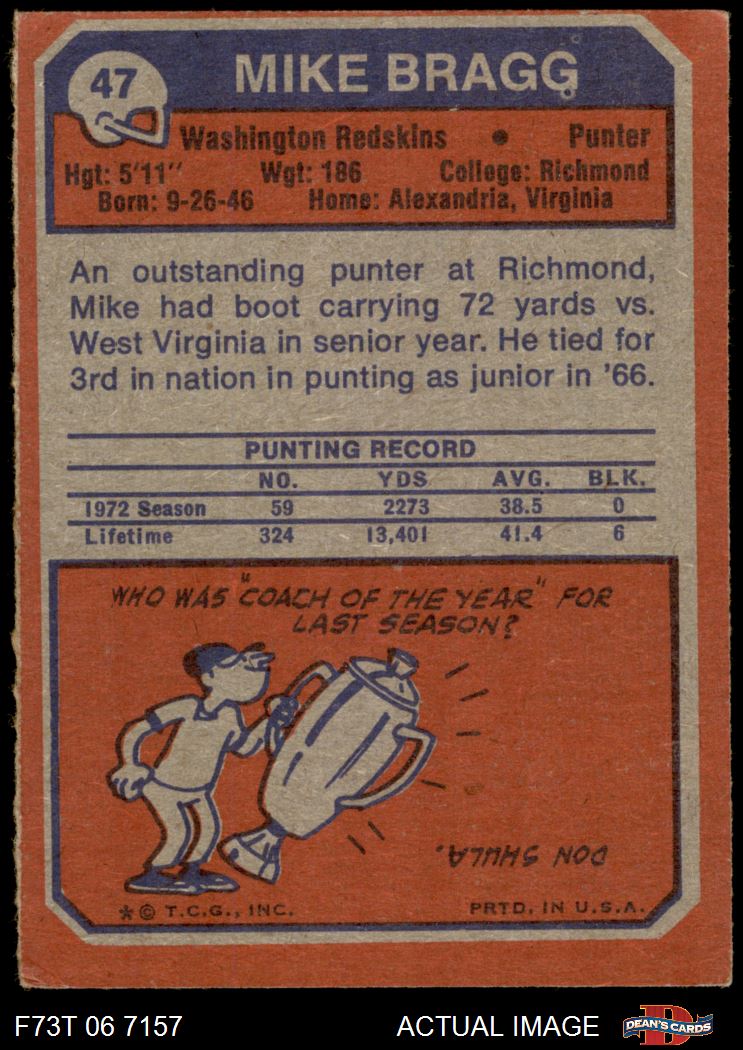 47
MIKE BRAGG
Washington Redskins • Punter
Hgt: 5'11" Wgt: 186 College: Richmond
Born: 9-26-46 Home: Alexandria, Virginia
An outstanding punter at Richmond,
Mike had boot carrying 72 yards vs.
West Virginia in senior year. He tied for
3rd in nation in punting as junior in '66.
PUNTING RECORD
NO. YDS AVG. BLK.
1972 Season 59 2273 38.5 0
Lifetime 324 13,401 41.4 6
WHO WAS "COACH OF THE YEAR" FOR
LAST SEASON?
DON SHULA.
* © T.C.G., INC. PRTD. IN U.S.A.
F73T 06 7157 ACTUAL IMAGE D DEAN'S CARDS